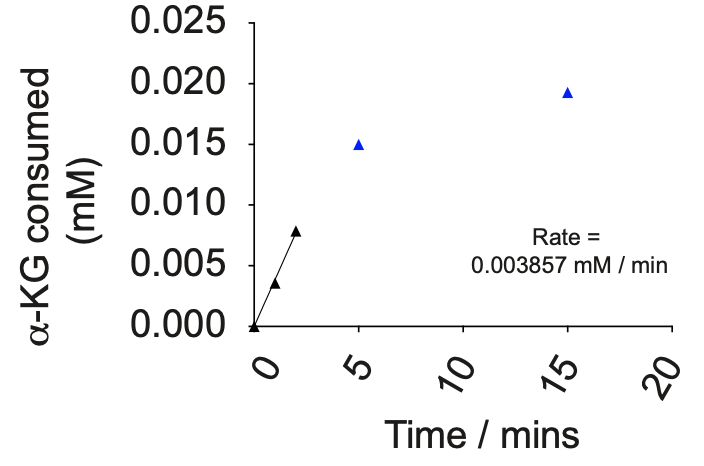 α-KG consumed
(mM)
0.025
0.020
0.015
0.010
0.005
0.000
Rate =
0.003857 mM / min
0
5
10
15
20
Time / mins